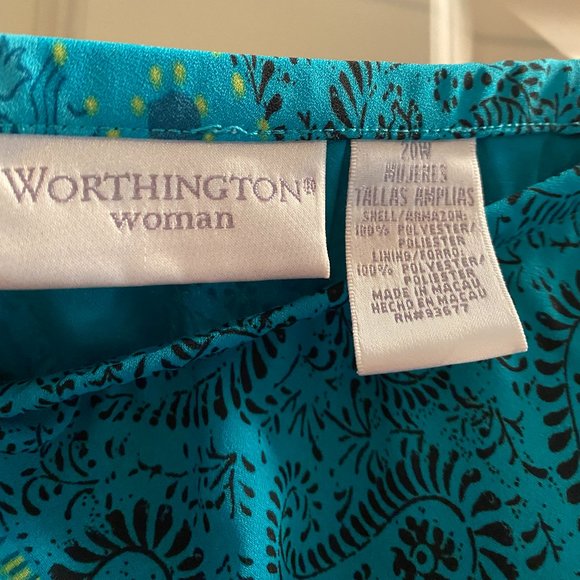 WORTHINGTON®
woman
20W
MUJERES
TALLAS AMPLIAS
SHELL/ARMAZON:
100% POLYESTER/
POLIESTER
LINING/FORRO:
100% POLYESTER/
POLIESTER
MADE IN MACAU
HECHO EN MACAU
RN#93677